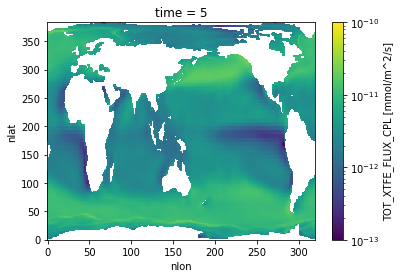 time = 5
nlat
350
300
250
200
150
100
50
0
0 50 100 150 200 250 300
nlon
10⁻¹⁰
10⁻¹¹
10⁻¹²
10⁻¹³
TOT_XTFE_FLUX_CPL [mmol/m^2/s]